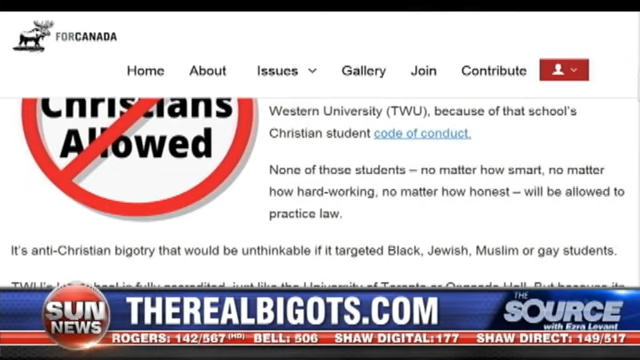 FORCANADA
Home About Issues Gallery Join Contribute
Christians
Allowed
Western University (TWU), because of that school's
Christian student code of conduct.
None of those students – no matter how smart, no matter
how hard-working, no matter how honest – will be allowed to
practice law.
It's anti-Christian bigotry that would be unthinkable if it targeted Black, Jewish, Muslim or gay students.
SUN
NEWS
THEREALBIGOTS.COM
THE
SOURCE
with Ezra Levant
ROGERS: 142/567(HD) BELL: 506 SHAW DIGITAL: 177 SHAW DIRECT: 149/517